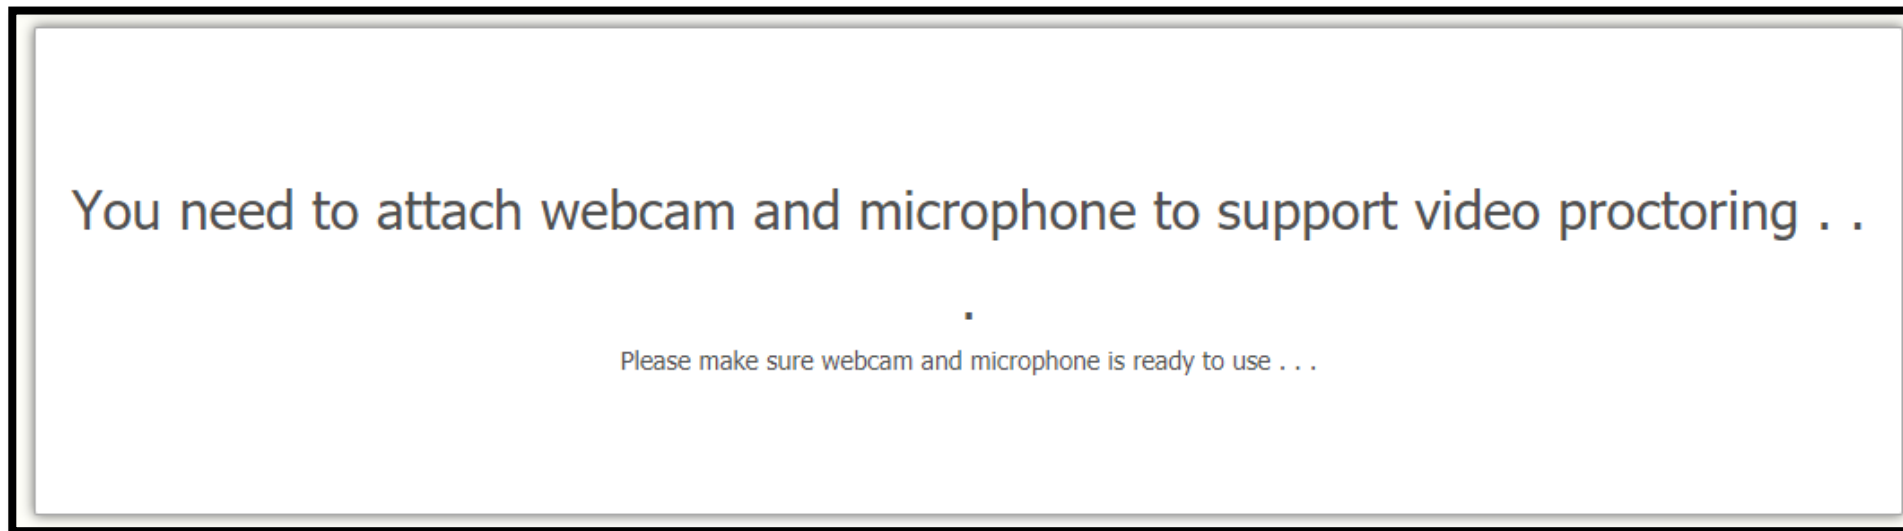 You need to attach webcam and microphone to support video proctoring . .
.
Please make sure webcam and microphone is ready to use . . .